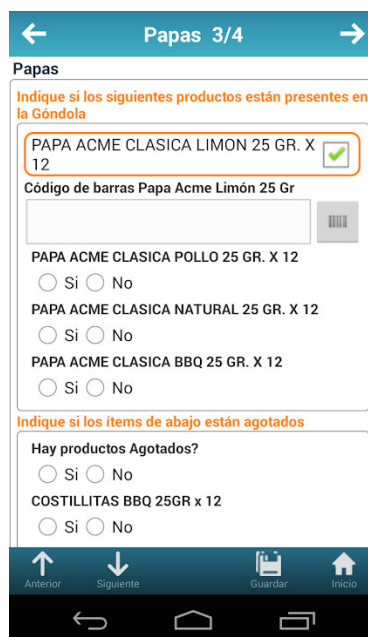 Papas 3/4
Papas
Indique si los siguientes productos están presentes en
la Góndola
PAPA ACME CLASICA LIMON 25 GR. X
12
Código de barras Papa Acme Limón 25 Gr
PAPA ACME CLASICA POLLO 25 GR. X 12
Si No
PAPA ACME CLASICA NATURAL 25 GR. X 12
Si No
PAPA ACME CLASICA BBQ 25 GR. X 12
Si No
Indique si los ítems de abajo están agotados
Hay productos Agotados?
Si No
COSTILLITAS BBQ 25GR x 12
Si No
Anterior Siguiente Guardar Inicio